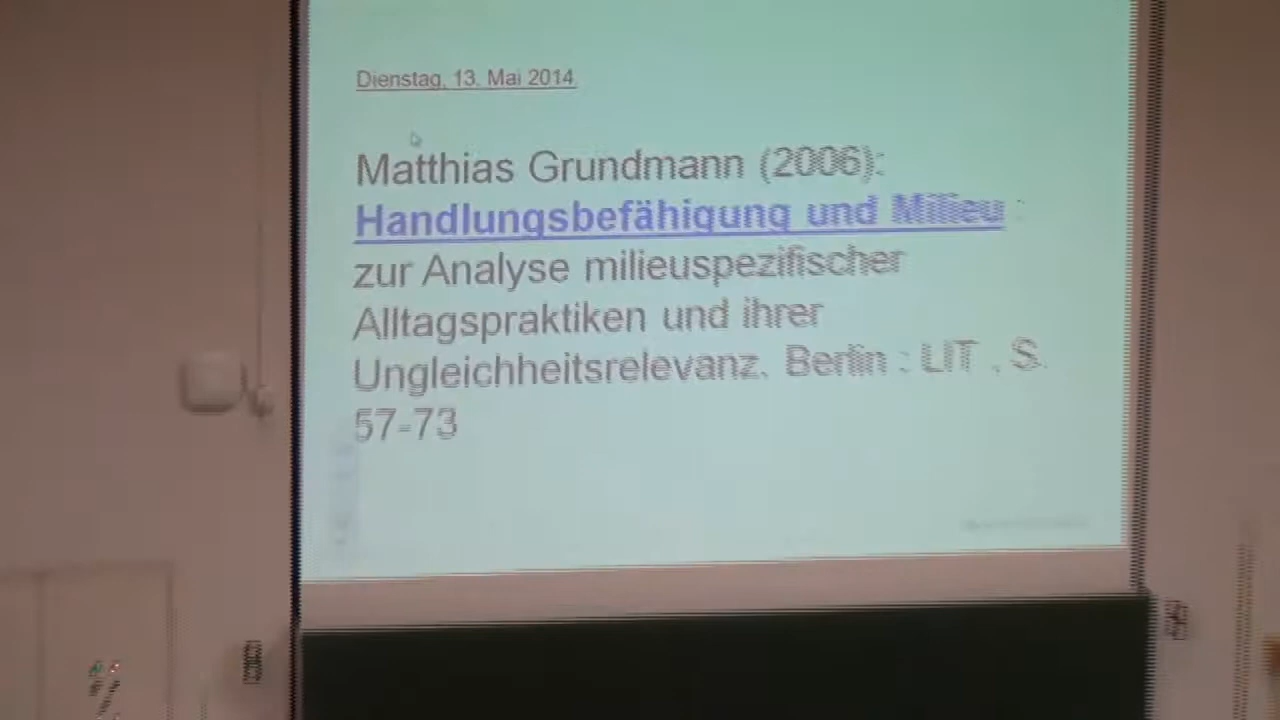 Dienstag, 13. Mai 2014
Matthias Grundmann (2006):
Handlungsbefähigung und Milieu :
zur Analyse milieuspezifischer
Alltagspraktiken und ihrer
Ungleichheitsrelevanz. Berlin : LIT , S.
57-73